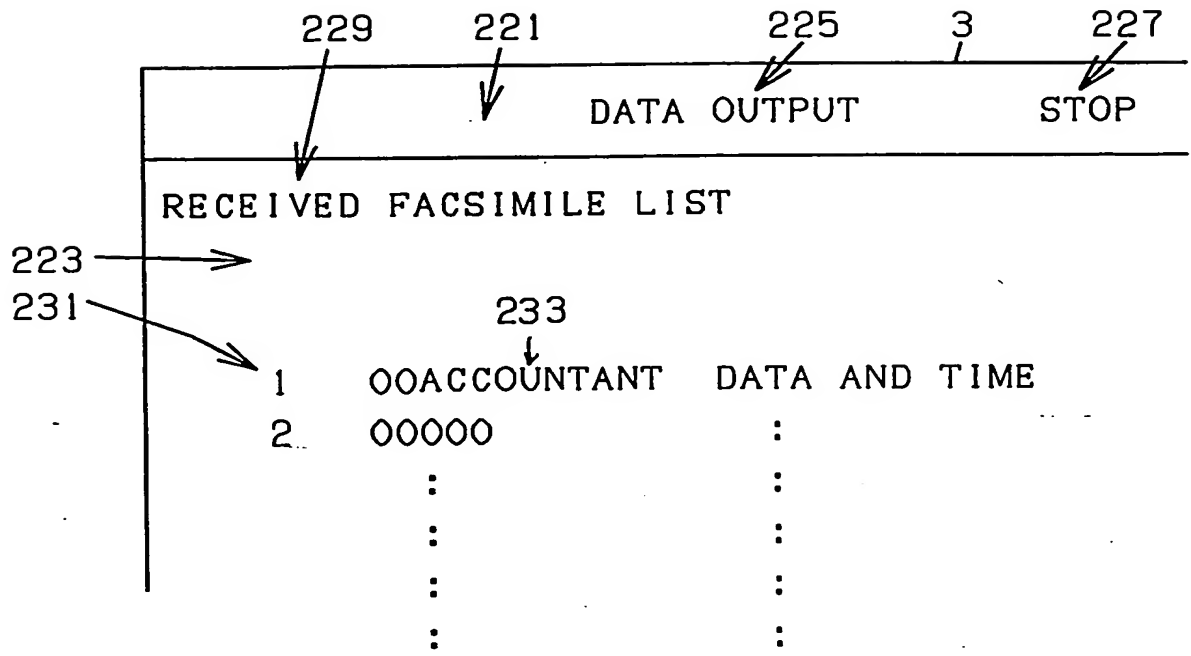 229 221 225 3 227
DATA OUTPUT STOP
RECEIVED FACSIMILE LIST
223
231
233
1 OOACCOUNTANT DATA AND TIME
2 OOOOO :
: :
: :
: :
: :